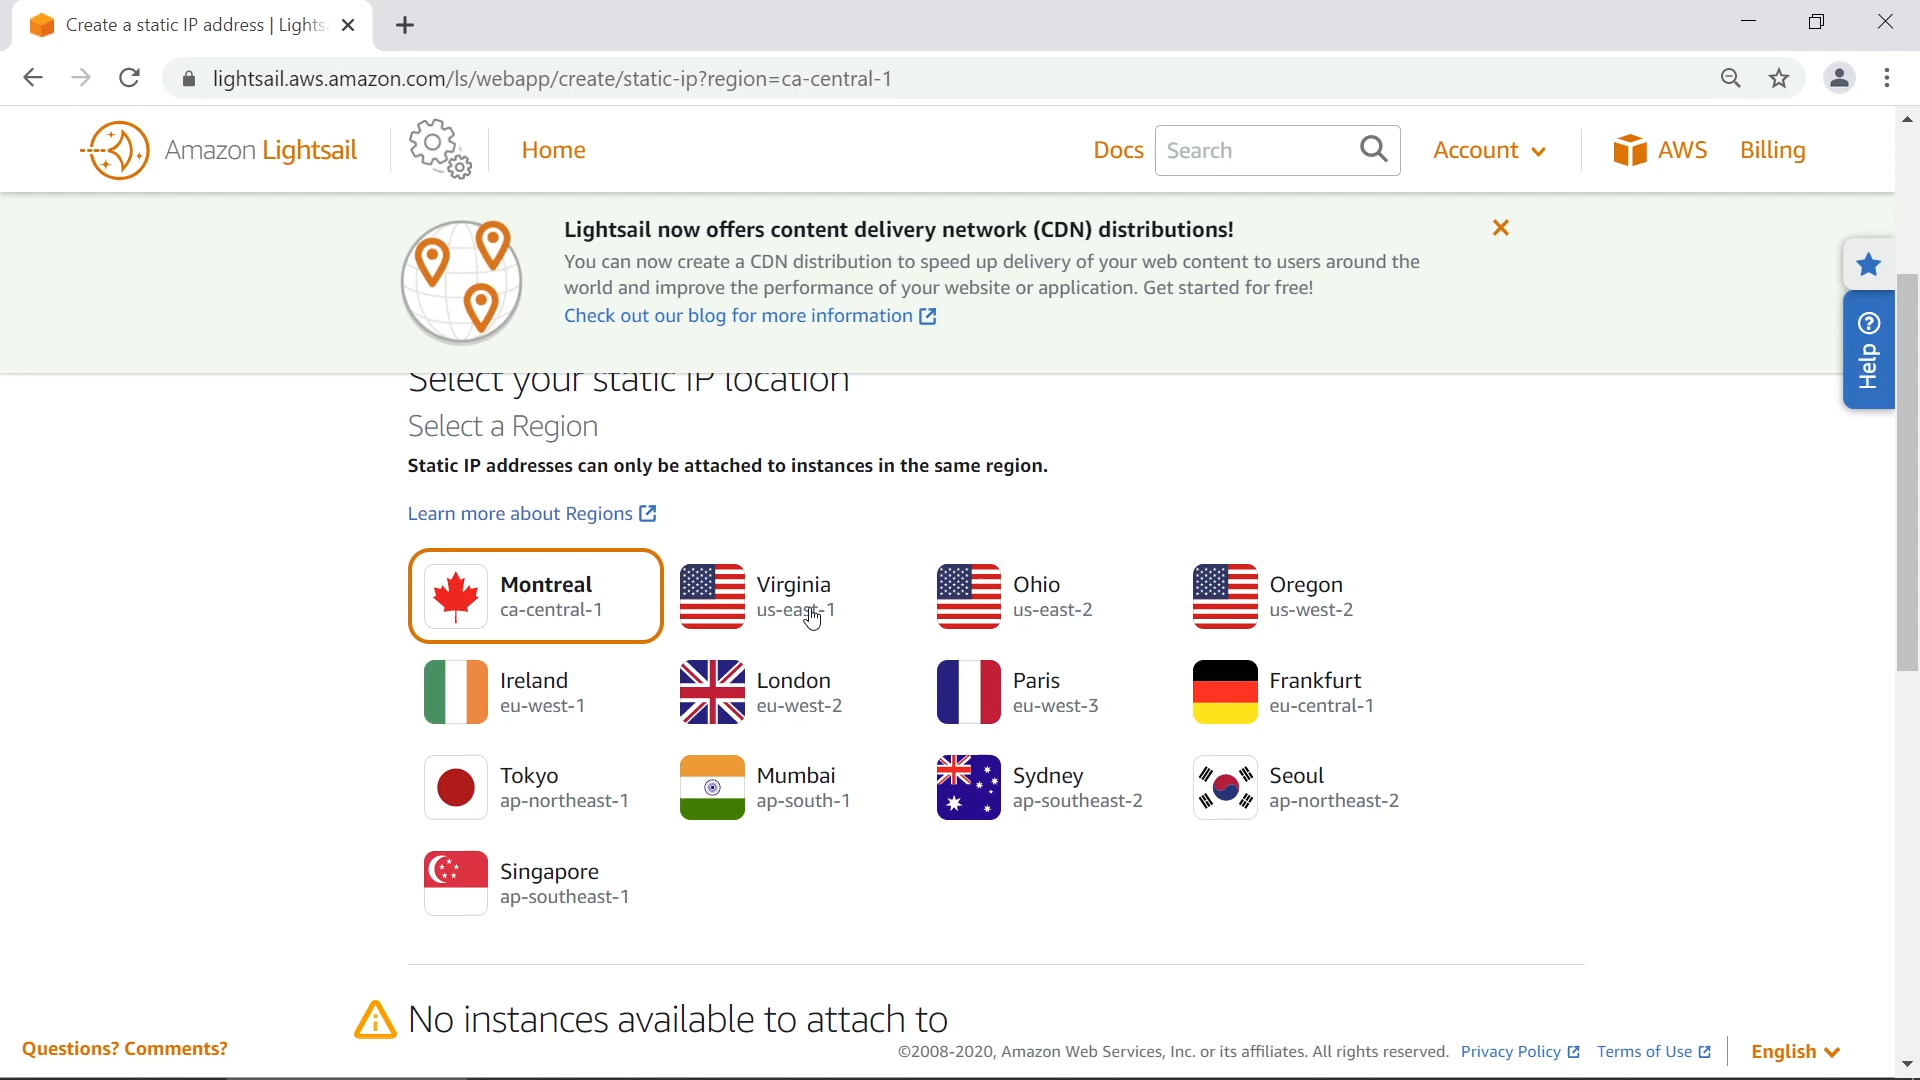 Create a static IP address | Lights
lightsail.aws.amazon.com/ls/webapp/create/static-ip?region=ca-central-1
Amazon Lightsail
Home
Docs
Search
Account
AWS
Billing
Lightsail now offers content delivery network (CDN) distributions!
You can now create a CDN distribution to speed up delivery of your web content to users around the
world and improve the performance of your website or application. Get started for free!
Check out our blog for more information
Help
Select your static IP location
Select a Region
Static IP addresses can only be attached to instances in the same region.
Learn more about Regions
Montreal
ca-central-1
Virginia
us-east-1
Ohio
us-east-2
Oregon
us-west-2
Ireland
eu-west-1
London
eu-west-2
Paris
eu-west-3
Frankfurt
eu-central-1
Tokyo
ap-northeast-1
Mumbai
ap-south-1
Sydney
ap-southeast-2
Seoul
ap-northeast-2
Singapore
ap-southeast-1
No instances available to attach to
Questions? Comments?
©2008-2020, Amazon Web Services, Inc. or its affiliates. All rights reserved.
Privacy Policy
Terms of Use
English